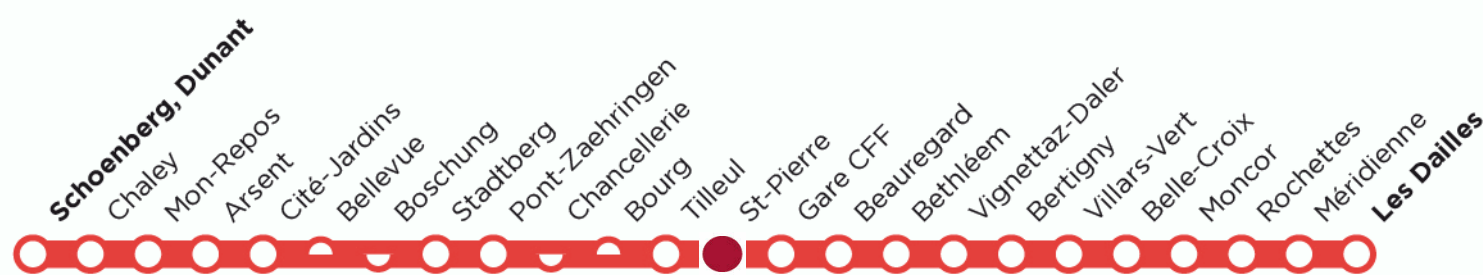 Schoenberg, Dunant
Chaley
Mon-Repos
Arsent
Cité-Jardins
Bellevue
Boschung
Stadtberg
Pont-Zaehringen
Chancellerie
Bourg
Tilleul
St-Pierre
Gare CFF
Beauregard
Bethléem
Vignettaz-Daler
Bertigny
Villars-Vert
Belle-Croix
Moncor
Rochettes
Méridienne
Les Dailles